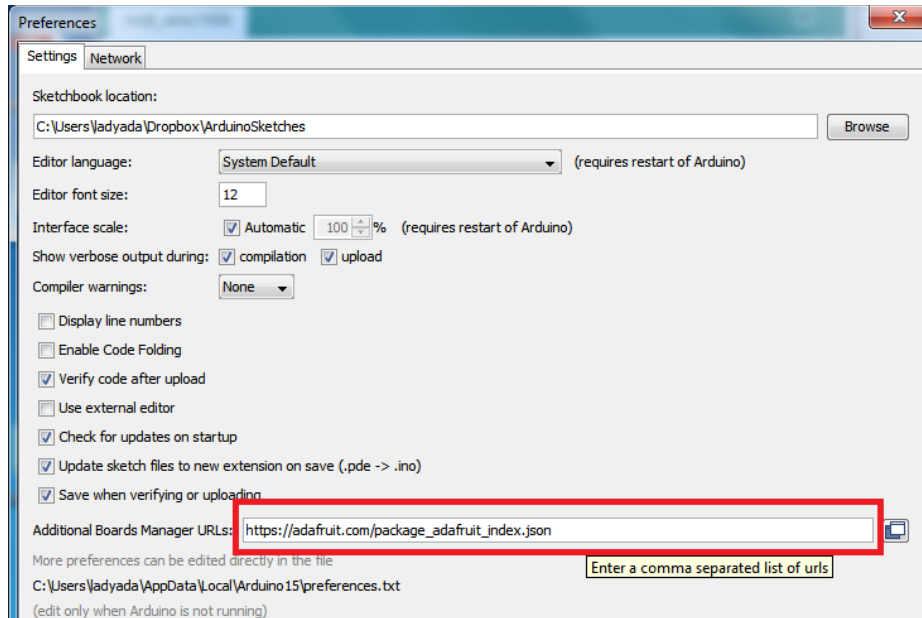 Preferences
Settings Network
Sketchbook location:
C:\Users\ladyada\Dropbox\ArduinoSketches Browse
Editor language: System Default (requires restart of Arduino)
Editor font size: 12
Interface scale: Automatic 100 % (requires restart of Arduino)
Show verbose output during: compilation upload
Compiler warnings: None
Display line numbers
Enable Code Folding
Verify code after upload
Use external editor
Check for updates on startup
Update sketch files to new extension on save (.pde -> .ino)
Save when verifying or uploading
Additional Boards Manager URLs: https://adafruit.com/package_adafruit_index.json
More preferences can be edited directly in the file
Enter a comma separated list of urls
C:\Users\ladyada\AppData\Local\Arduino15\preferences.txt
(edit only when Arduino is not running)